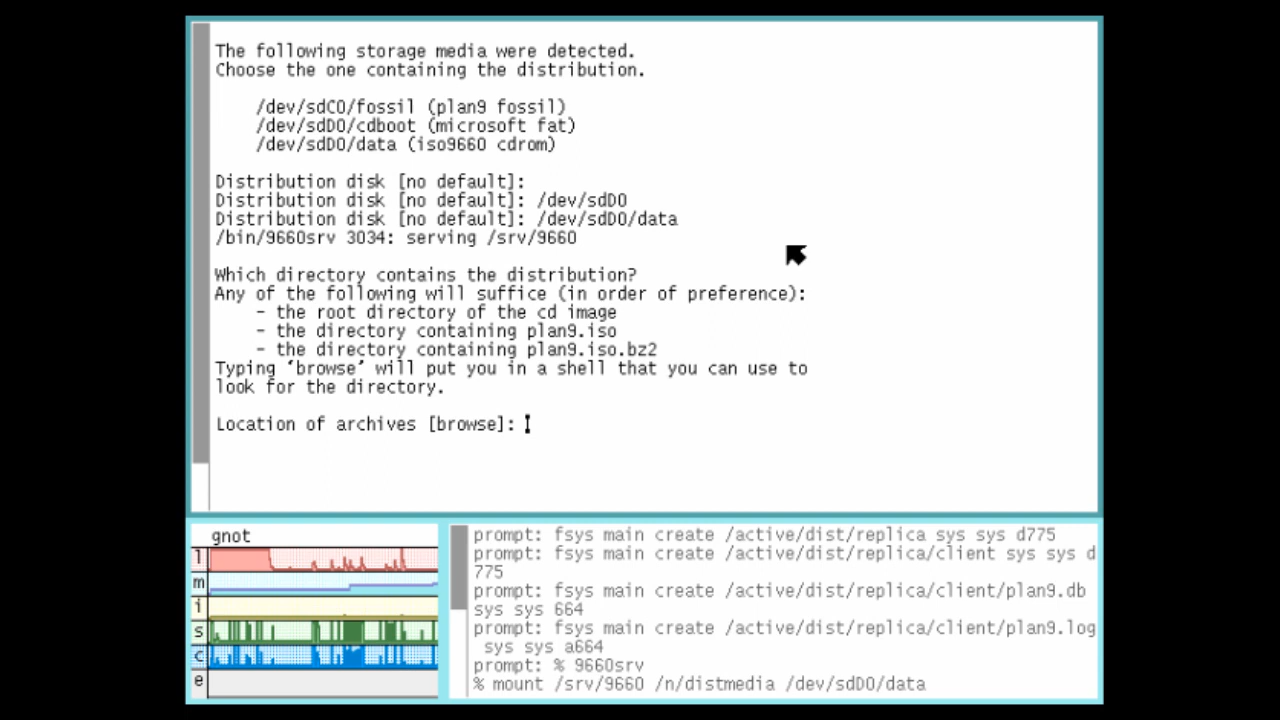 The following storage media were detected.
Choose the one containing the distribution.
/dev/sdC0/fossil (plan9 fossil)
/dev/sdD0/cdboot (microsoft fat)
/dev/sdD0/data (iso9660 cdrom)
Distribution disk [no default]:
Distribution disk [no default]: /dev/sdD0
Distribution disk [no default]: /dev/sdD0/data
/bin/9660srv 3034: serving /srv/9660
Which directory contains the distribution?
Any of the following will suffice (in order of preference):
- the root directory of the cd image
- the directory containing plan9.iso
- the directory containing plan9.iso.bz2
Typing ‘browse’ will put you in a shell that you can use to
look for the directory.
Location of archives [browse]:
gnot
l
m
i
s
c
e
prompt: fsys main create /active/dist/replica sys sys d775
prompt: fsys main create /active/dist/replica/client sys sys d
775
prompt: fsys main create /active/dist/replica/client/plan9.db
sys sys 664
prompt: fsys main create /active/dist/replica/client/plan9.log
sys sys a664
prompt: % 9660srv
% mount /srv/9660 /n/distmedia /dev/sdD0/data